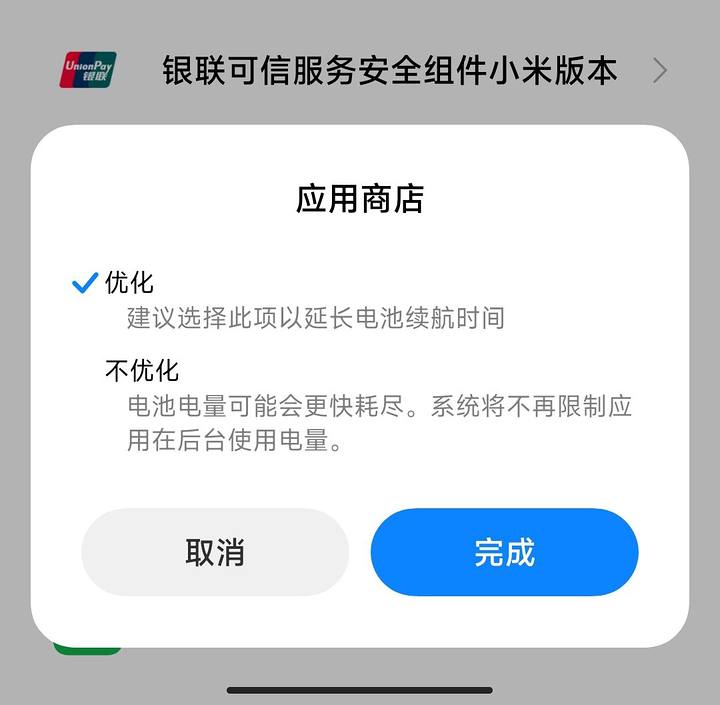 UnionPay
银联
银联可信服务安全组件小米版本
应用商店
优化
建议选择此项以延长电池续航时间
不优化
电池电量可能会更快耗尽。系统将不再限制应
用在后台使用电量。
取消
完成